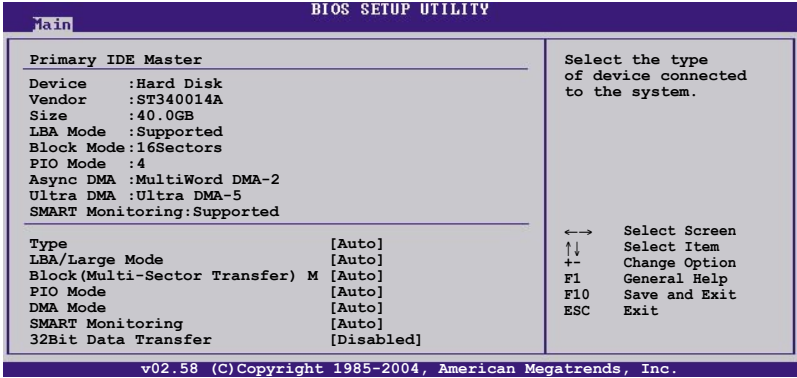 BIOS SETUP UTILITY
Main
Primary IDE Master
Device :Hard Disk
Vendor :ST340014A
Size :40.0GB
LBA Mode :Supported
Block Mode:16Sectors
PIO Mode :4
Async DMA :MultiWord DMA-2
Ultra DMA :Ultra DMA-5
SMART Monitoring:Supported
Type [Auto]
LBA/Large Mode [Auto]
Block(Multi-Sector Transfer) M [Auto]
PIO Mode [Auto]
DMA Mode [Auto]
SMART Monitoring [Auto]
32Bit Data Transfer [Disabled]
Select the type
of device connected
to the system.
←→ Select Screen
↑↓ Select Item
+- Change Option
F1 General Help
F10 Save and Exit
ESC Exit
v02.58 (C)Copyright 1985-2004, American Megatrends, Inc.